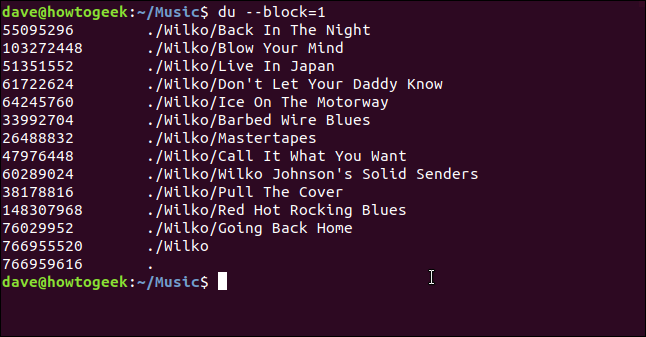 dave@howtogeek:~/Music$ du --block=1
55095296 ./Wilko/Back In The Night
103272448 ./Wilko/Blow Your Mind
51351552 ./Wilko/Live In Japan
61722624 ./Wilko/Don't Let Your Daddy Know
64245760 ./Wilko/Ice On The Motorway
33992704 ./Wilko/Barbed Wire Blues
26488832 ./Wilko/Mastertapes
47976448 ./Wilko/Call It What You Want
60289024 ./Wilko/Wilko Johnson's Solid Senders
38178816 ./Wilko/Pull The Cover
148307968 ./Wilko/Red Hot Rocking Blues
76029952 ./Wilko/Going Back Home
766955520 ./Wilko
766959616 .
dave@howtogeek:~/Music$